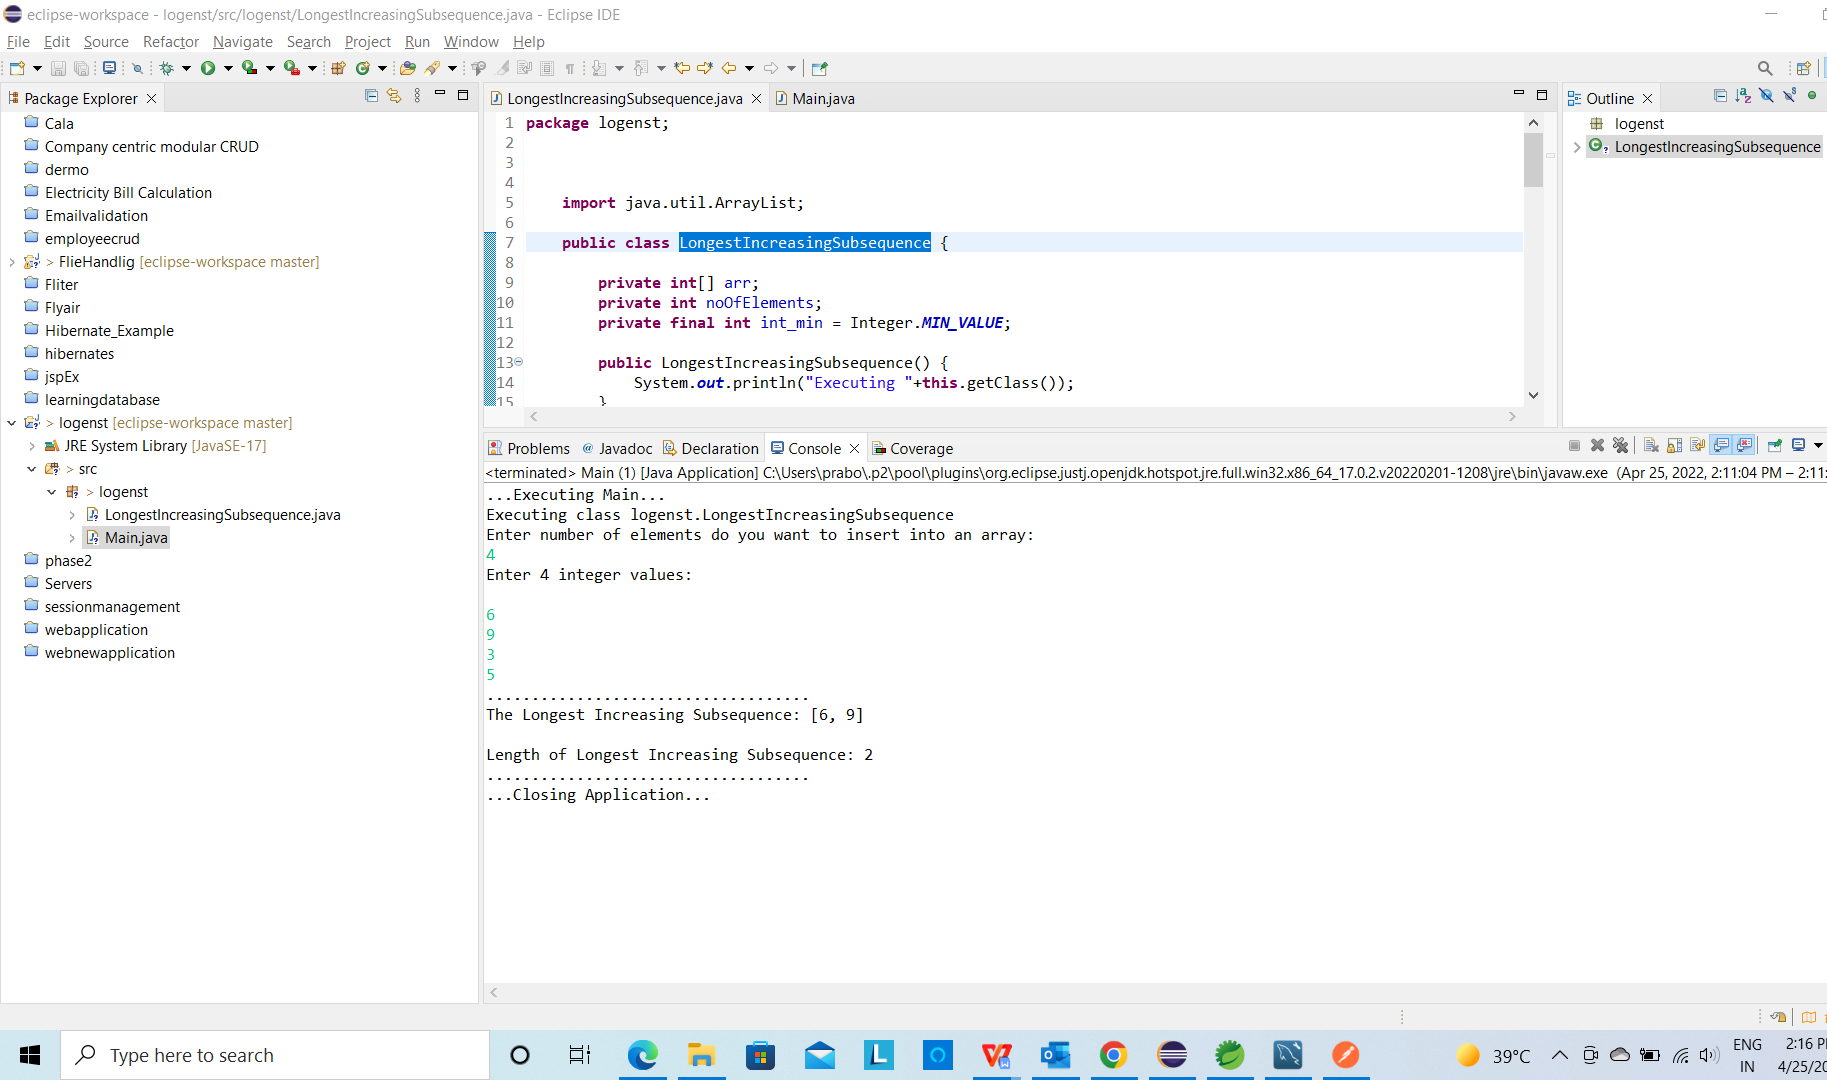 eclipse-workspace - logenst/src/logenst/LongestIncreasingSubsequence.java - Eclipse IDE
File Edit Source Refactor Navigate Search Project Run Window Help
Package Explorer
Cala
Company centric modular CRUD
dermo
Electricity Bill Calculation
Emailvalidation
employeecrud
> FlieHandlig [eclipse-workspace master]
Fliter
Flyair
Hibernate_Example
hibernates
jspEx
learningdatabase
> logenst [eclipse-workspace master]
JRE System Library [JavaSE-17]
> src
> logenst
LongestIncreasingSubsequence.java
Main.java
phase2
Servers
sessionmanagement
webapplication
webnewapplication
LongestIncreasingSubsequence.java Main.java
1 package logenst;
2
3
4
5 import java.util.ArrayList;
6
7 public class LongestIncreasingSubsequence {
8
9 private int[] arr;
10 private int noOfElements;
11 private final int int_min = Integer.MIN_VALUE;
12
13 public LongestIncreasingSubsequence() {
14 System.out.println("Executing "+this.getClass());
15 }
Outline
logenst
LongestIncreasingSubsequence
Problems Javadoc Declaration Console Coverage
<terminated> Main (1) [Java Application] C:\Users\prabo\.p2\pool\plugins\org.eclipse.justj.openjdk.hotspot.jre.full.win32.x86_64_17.0.2.v20220201-1208\jre\bin\javaw.exe (Apr 25, 2022, 2:11:04 PM – 2:11:
...Executing Main...
Executing class logenst.LongestIncreasingSubsequence
Enter number of elements do you want to insert into an array:
4
Enter 4 integer values:
6
9
3
5
....................................
The Longest Increasing Subsequence: [6, 9]
Length of Longest Increasing Subsequence: 2
....................................
...Closing Application...
Type here to search
39°C
ENG
IN
2:16 P
4/25/20